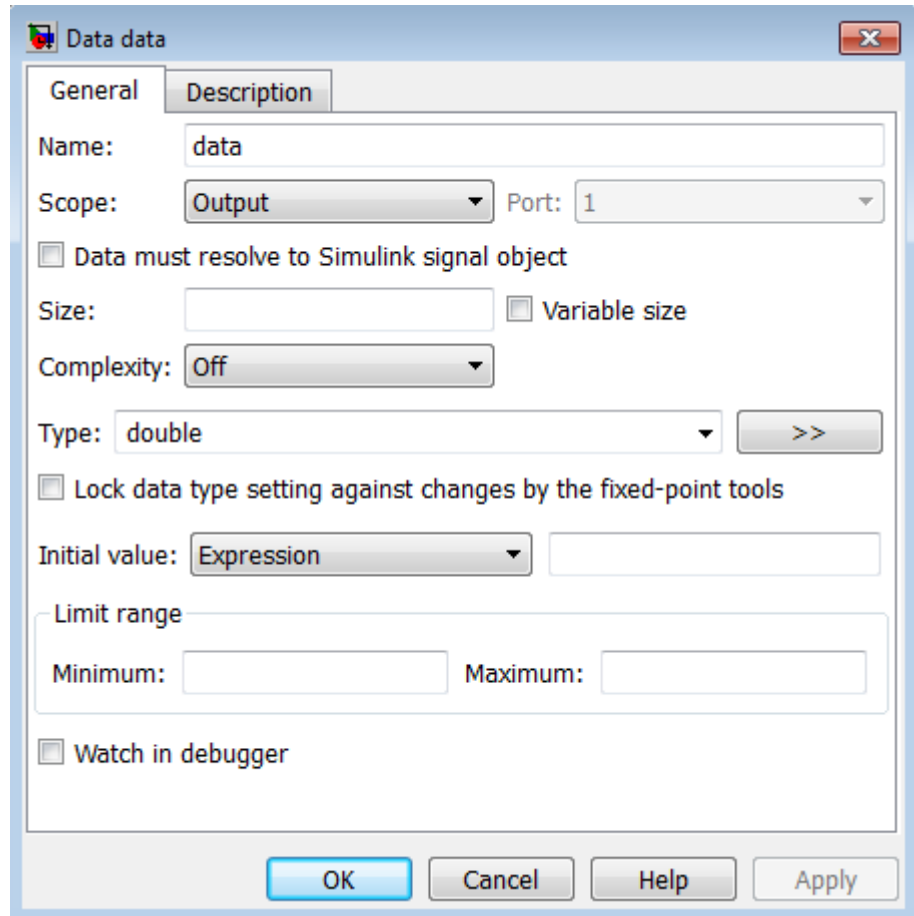 Data data
General Description
Name: data
Scope: Output Port: 1
Data must resolve to Simulink signal object
Size: Variable size
Complexity: Off
Type: double >>
Lock data type setting against changes by the fixed-point tools
Initial value: Expression
Limit range
Minimum: Maximum:
Watch in debugger
OK Cancel Help Apply